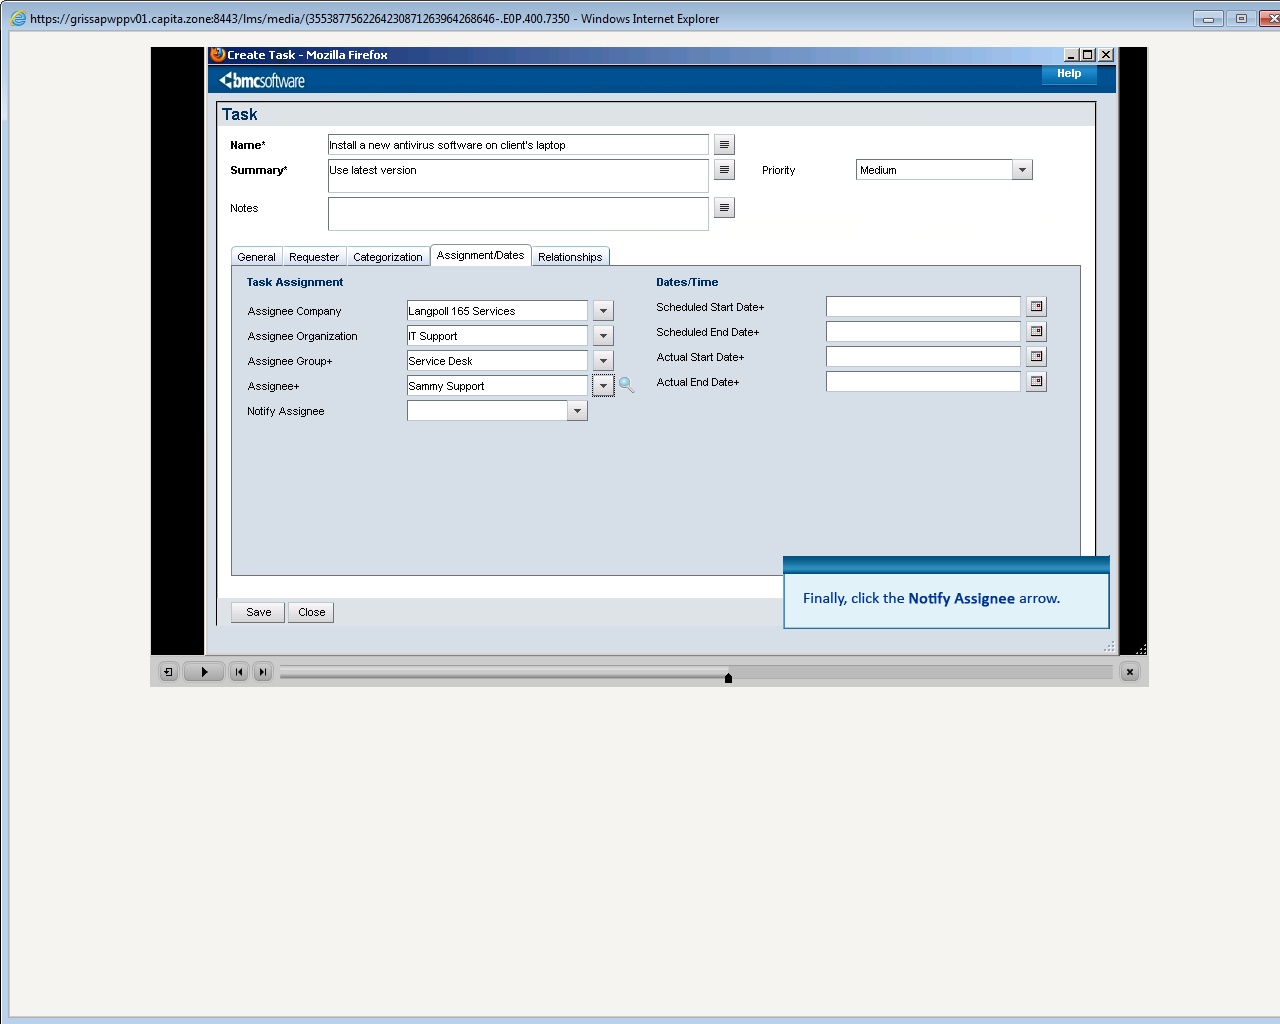 https://grissapwppv01.capita.zone:8443/lms/media/(3553877562264230871263964268646-.E0P.400.7350 - Windows Internet Explorer
Create Task - Mozilla Firefox
bmcsoftware
Help
Task
Name* Install a new antivirus software on client's laptop
Summary* Use latest version Priority Medium
Notes
General Requester Categorization Assignment/Dates Relationships
Task Assignment Dates/Time
Assignee Company Langpoll 165 Services Scheduled Start Date+
Assignee Organization IT Support Scheduled End Date+
Assignee Group+ Service Desk Actual Start Date+
Assignee+ Sammy Support Actual End Date+
Notify Assignee
Finally, click the Notify Assignee arrow.
Save Close